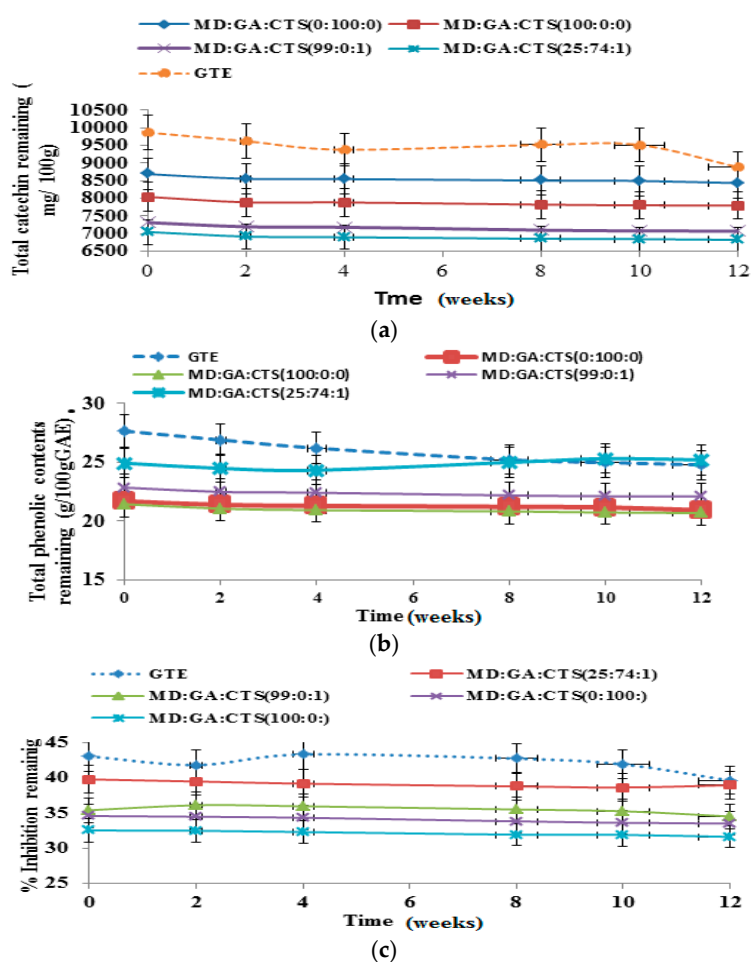 MD:GA:CTS(0:100:0) MD:GA:CTS(100:0:0)
MD:GA:CTS(99:0:1) MD:GA:CTS(25:74:1)
GTE
Total catechin remaining (
mg/ 100g)
10500
10000
9500
9000
8500
8000
7500
7000
6500
0 2 4 6 8 10 12
Tme (weeks)
(a)
GTE MD:GA:CTS(0:100:0)
MD:GA:CTS(100:0:0) MD:GA:CTS(99:0:1)
MD:GA:CTS(25:74:1)
Total phenolic contents
remaining (g/100gGAE),
30
25
20
15
0 2 4 6 8 10 12
Time (weeks)
(b)
GTE MD:GA:CTS(25:74:1)
MD:GA:CTS(99:0:1) MD:GA:CTS(0:100:)
MD:GA:CTS(100:0:)
% Inhibition remainig
45
40
35
30
25
0 2 4 6 8 10 12
Time (weeks)
(c)